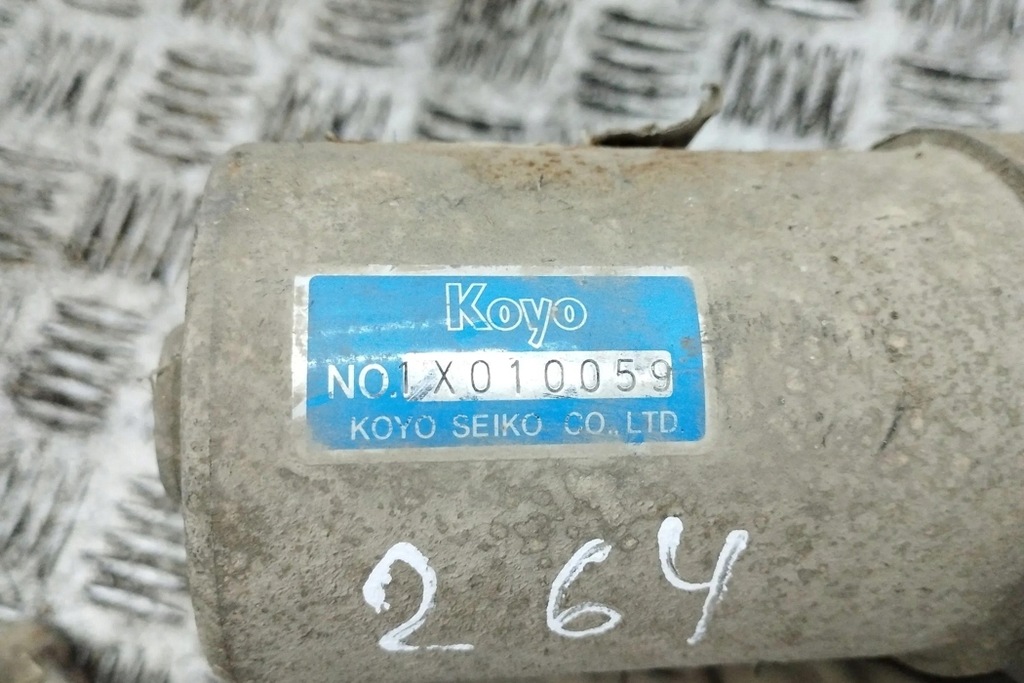 Koyo
NO.1X010059
KOYO SEIKO CO.,LTD.
264